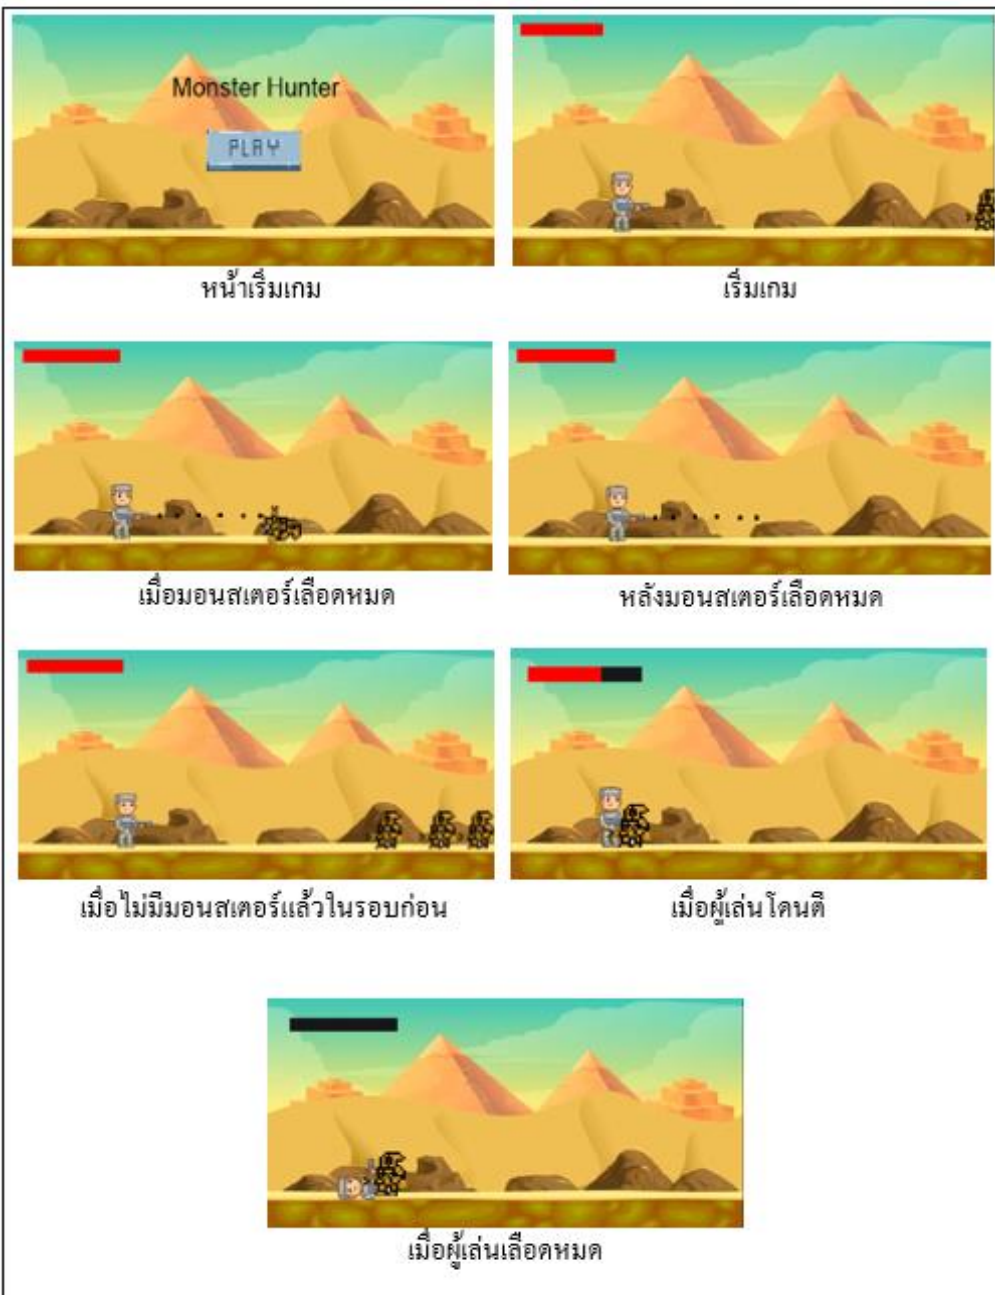 Monster Hunter
PLAY
หน้าเริ่มเกม
เริ่มเกม
เมื่อมอนสเตอร์เลือดหมด
หลังมอนสเตอร์เลือดหมด
เมื่อไม่มีมอนสเตอร์แล้วในรอบก่อน
เมื่อผู้เล่นโดนตี
เมื่อผู้เล่นเลือดหมด